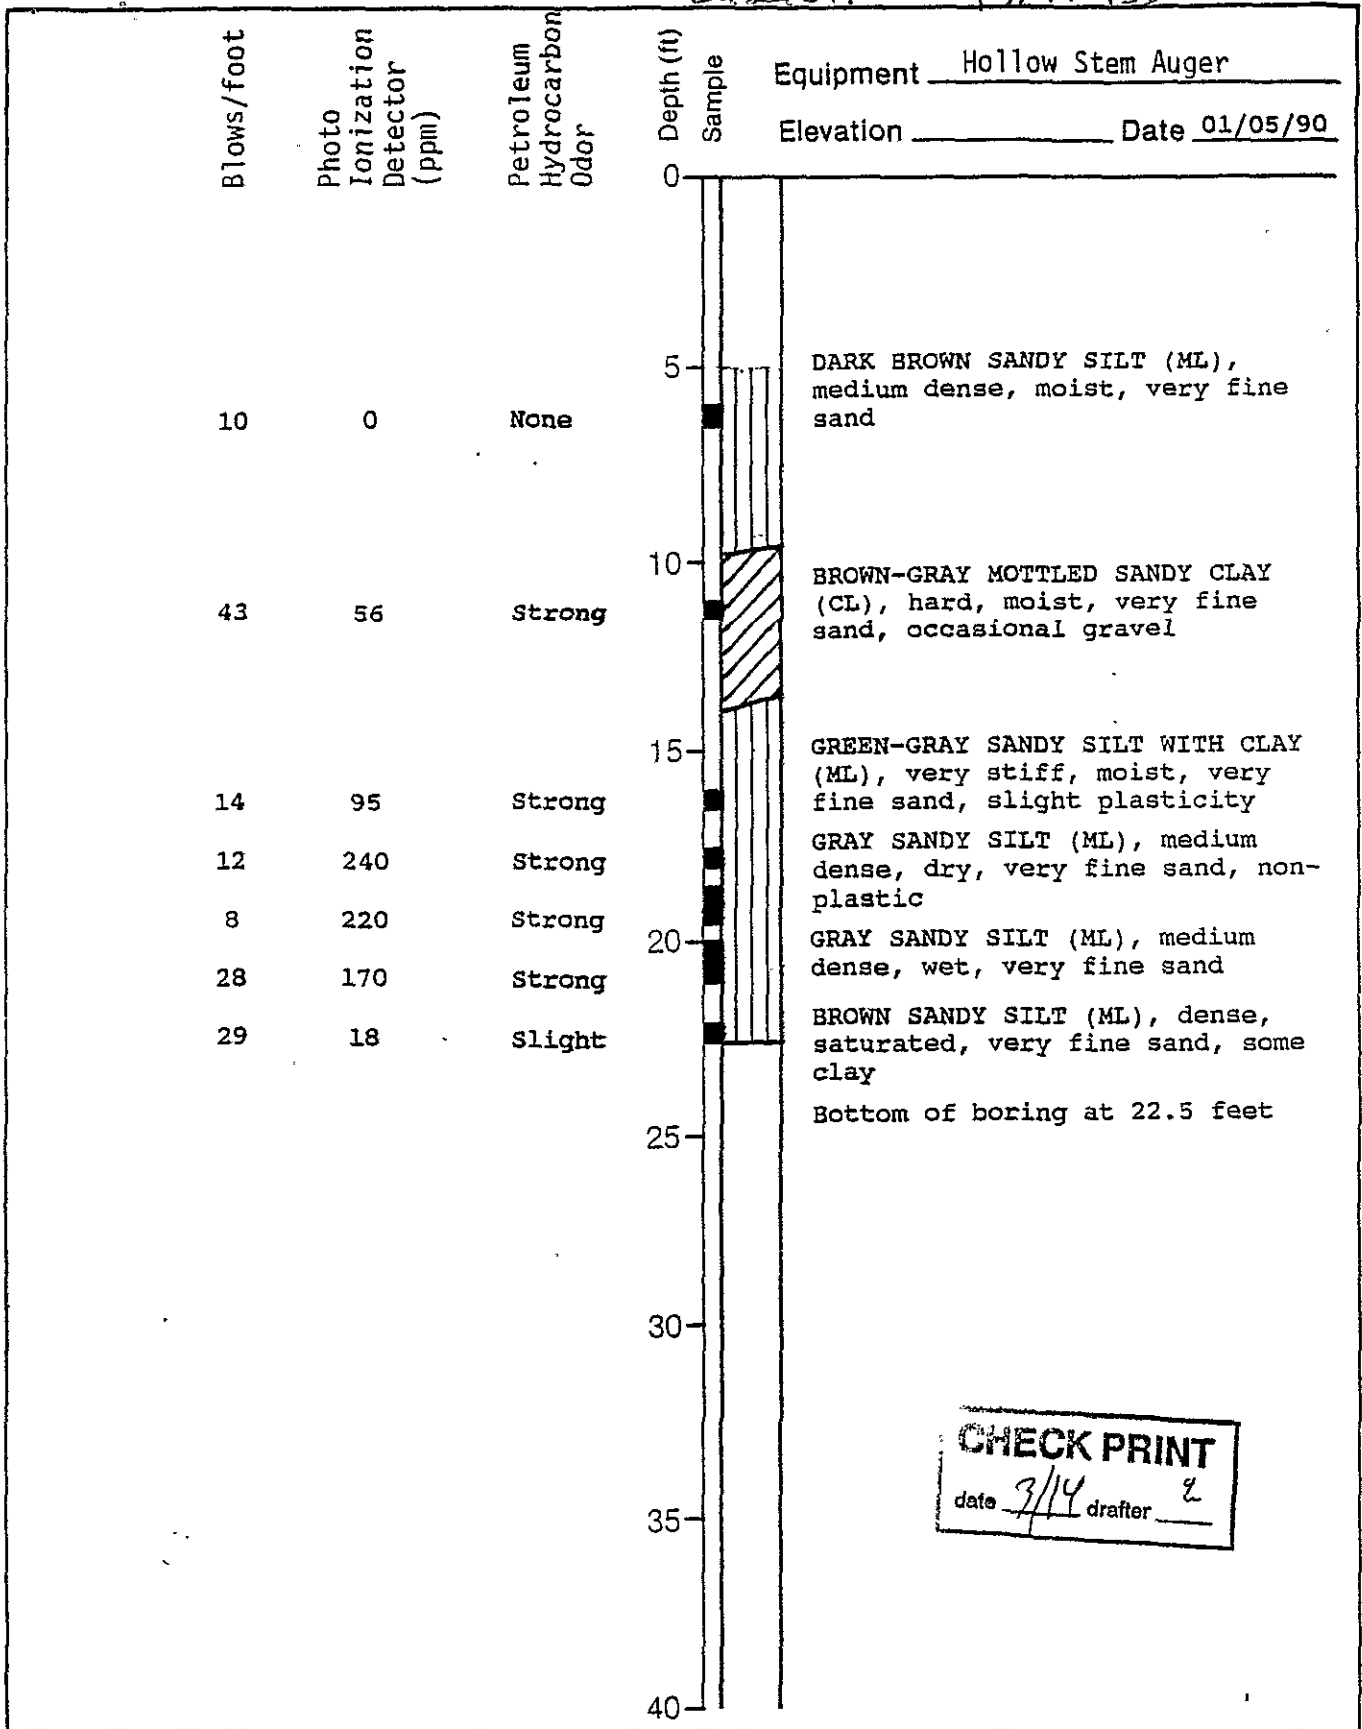 Blows/foot
Photo
Ionization
Detector
(ppm)
Petroleum
Hydrocarbon
Odor
Depth (ft)
Sample
Equipment Hollow Stem Auger
Elevation Date 01/05/90
0
5
DARK BROWN SANDY SILT (ML),
medium dense, moist, very fine
sand
10 0 None
10
BROWN-GRAY MOTTLED SANDY CLAY
(CL), hard, moist, very fine
sand, occasional gravel
43 56 Strong
15
GREEN-GRAY SANDY SILT WITH CLAY
(ML), very stiff, moist, very
fine sand, slight plasticity
14 95 Strong
GRAY SANDY SILT (ML), medium
dense, dry, very fine sand, non-
plastic
12 240 Strong
8 220 Strong
20
GRAY SANDY SILT (ML), medium
dense, wet, very fine sand
28 170 Strong
BROWN SANDY SILT (ML), dense,
saturated, very fine sand, some
clay
29 18 Slight
Bottom of boring at 22.5 feet
25
30
35
40
CHECK PRINT
date 3/14 drafter